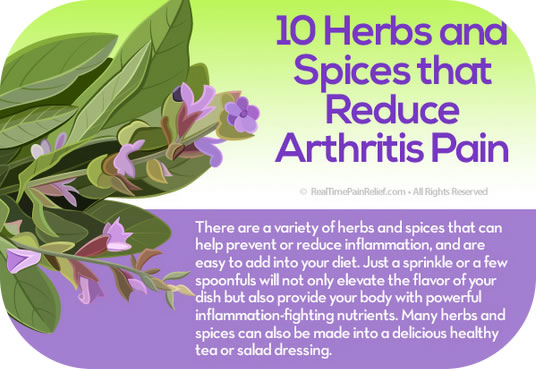 10 Herbs and
Spices that
Reduce
Arthritis Pain
© RealTimePainRelief.com • All Rights Reserved
There are a variety of herbs and spices that can
help prevent or reduce inflammation, and are
easy to add into your diet. Just a sprinkle or a few
spoonfuls will not only elevate the flavor of your
dish but also provide your body with powerful
inflammation-fighting nutrients. Many herbs and
spices can also be made into a delicious healthy
tea or salad dressing.